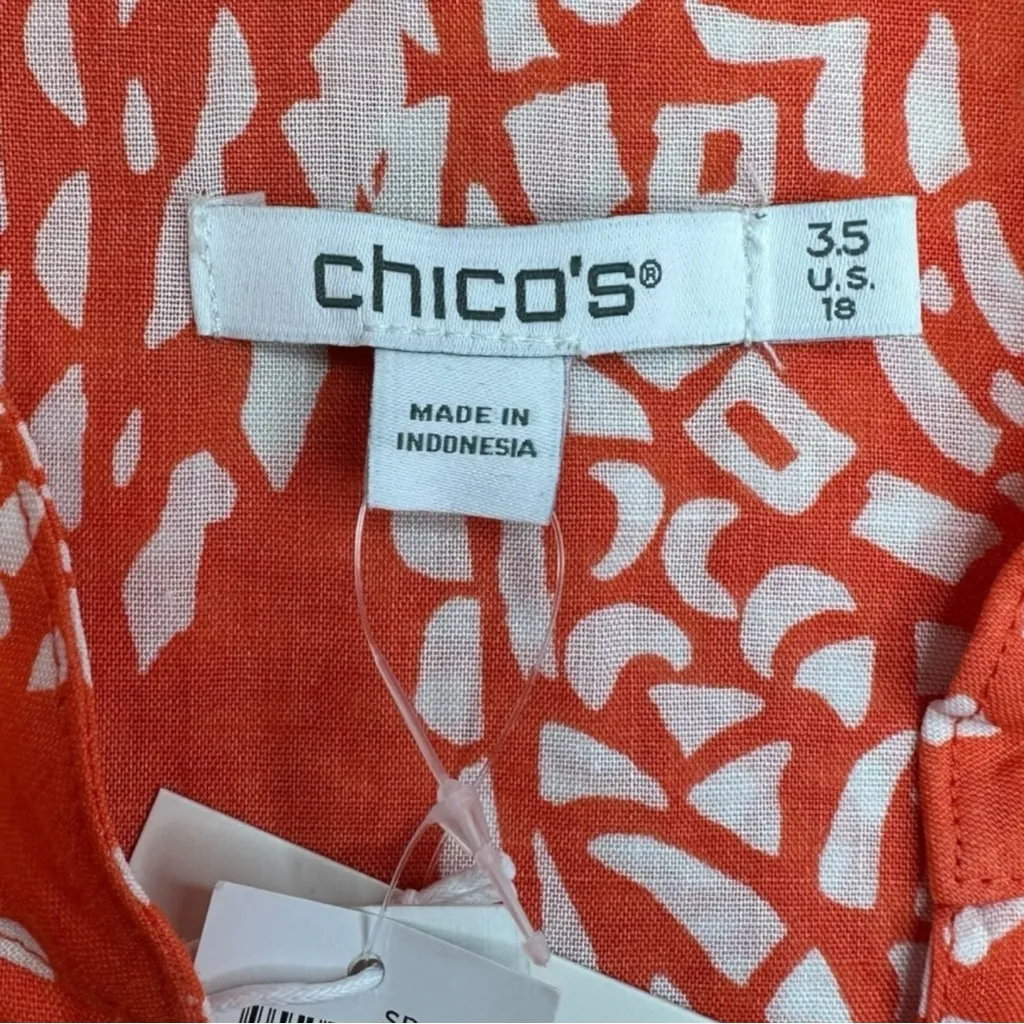 chico's®
3.5
U.S.
18
MADE IN
INDONESIA